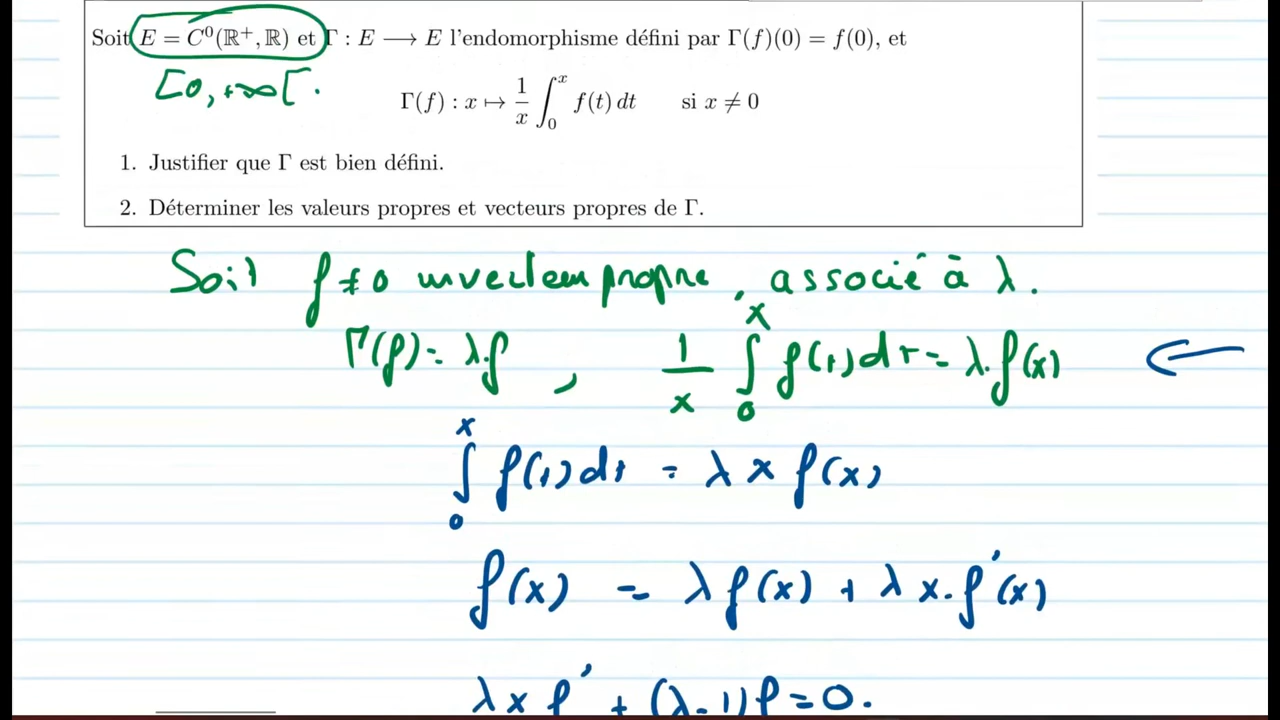 Soit E = C⁰(ℝ⁺, ℝ) et Γ : E ⟶ E l'endomorphisme défini par Γ(f)(0) = f(0), et
[0, +∞[.
Γ(f) : x ↦ 1/x ∫₀ˣ f(t) dt si x ≠ 0
1. Justifier que Γ est bien défini.
2. Déterminer les valeurs propres et vecteurs propres de Γ.
Soit f ≠ 0 un vecteur propre, associé à λ.
Γ(f) = λ.f , 1/x ∫₀ˣ f(t) dt = λ. f(x) ←
∫₀ˣ f(t) dt = λ x f(x)
f(x) = λ f(x) + λ x. f'(x)
λ x f' + (λ-1) f = 0.